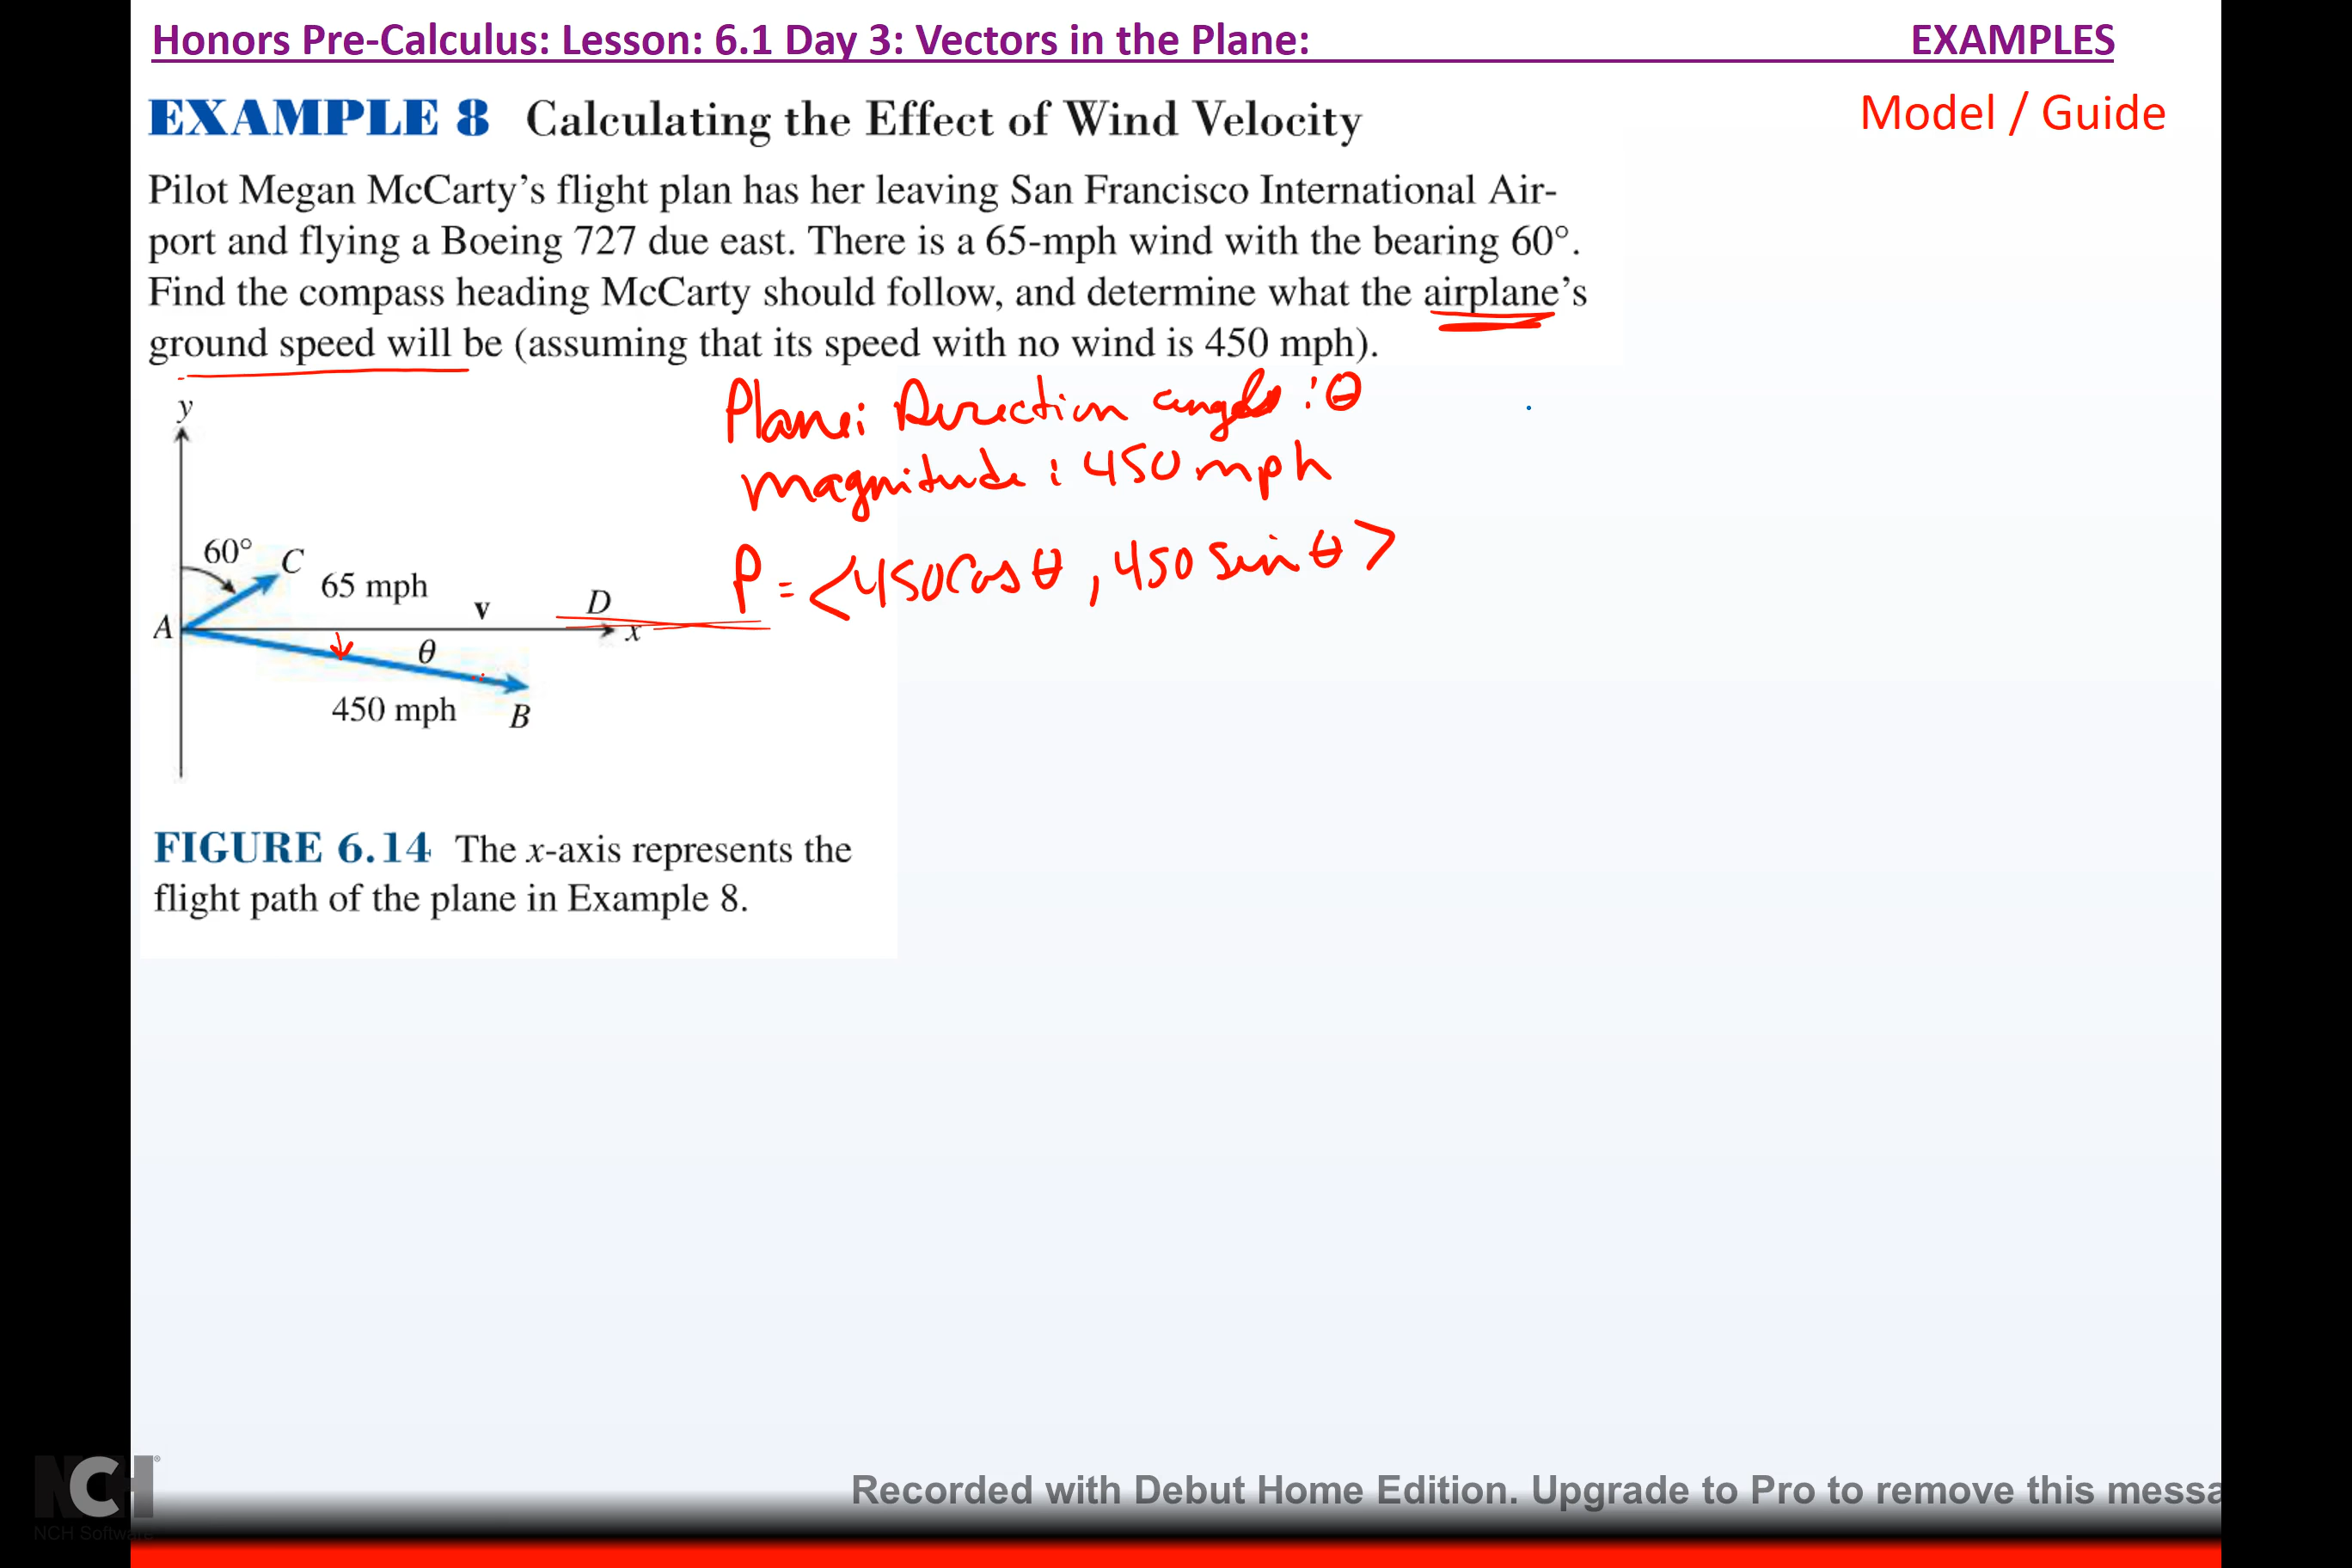 Honors Pre-Calculus: Lesson: 6.1 Day 3: Vectors in the Plane: EXAMPLES
Model / Guide
EXAMPLE 8 Calculating the Effect of Wind Velocity
Pilot Megan McCarty's flight plan has her leaving San Francisco International Air-
port and flying a Boeing 727 due east. There is a 65-mph wind with the bearing 60°.
Find the compass heading McCarty should follow, and determine what the airplane's
ground speed will be (assuming that its speed with no wind is 450 mph).
Plane: Direction angle : θ
magnitude : 450 mph
P = <450 cos θ, 450 sin θ>
y
60°
C
65 mph
v
D
A
x
θ
450 mph
B
FIGURE 6.14 The x-axis represents the
flight path of the plane in Example 8.
NCH®
NCH Software
Recorded with Debut Home Edition. Upgrade to Pro to remove this messa